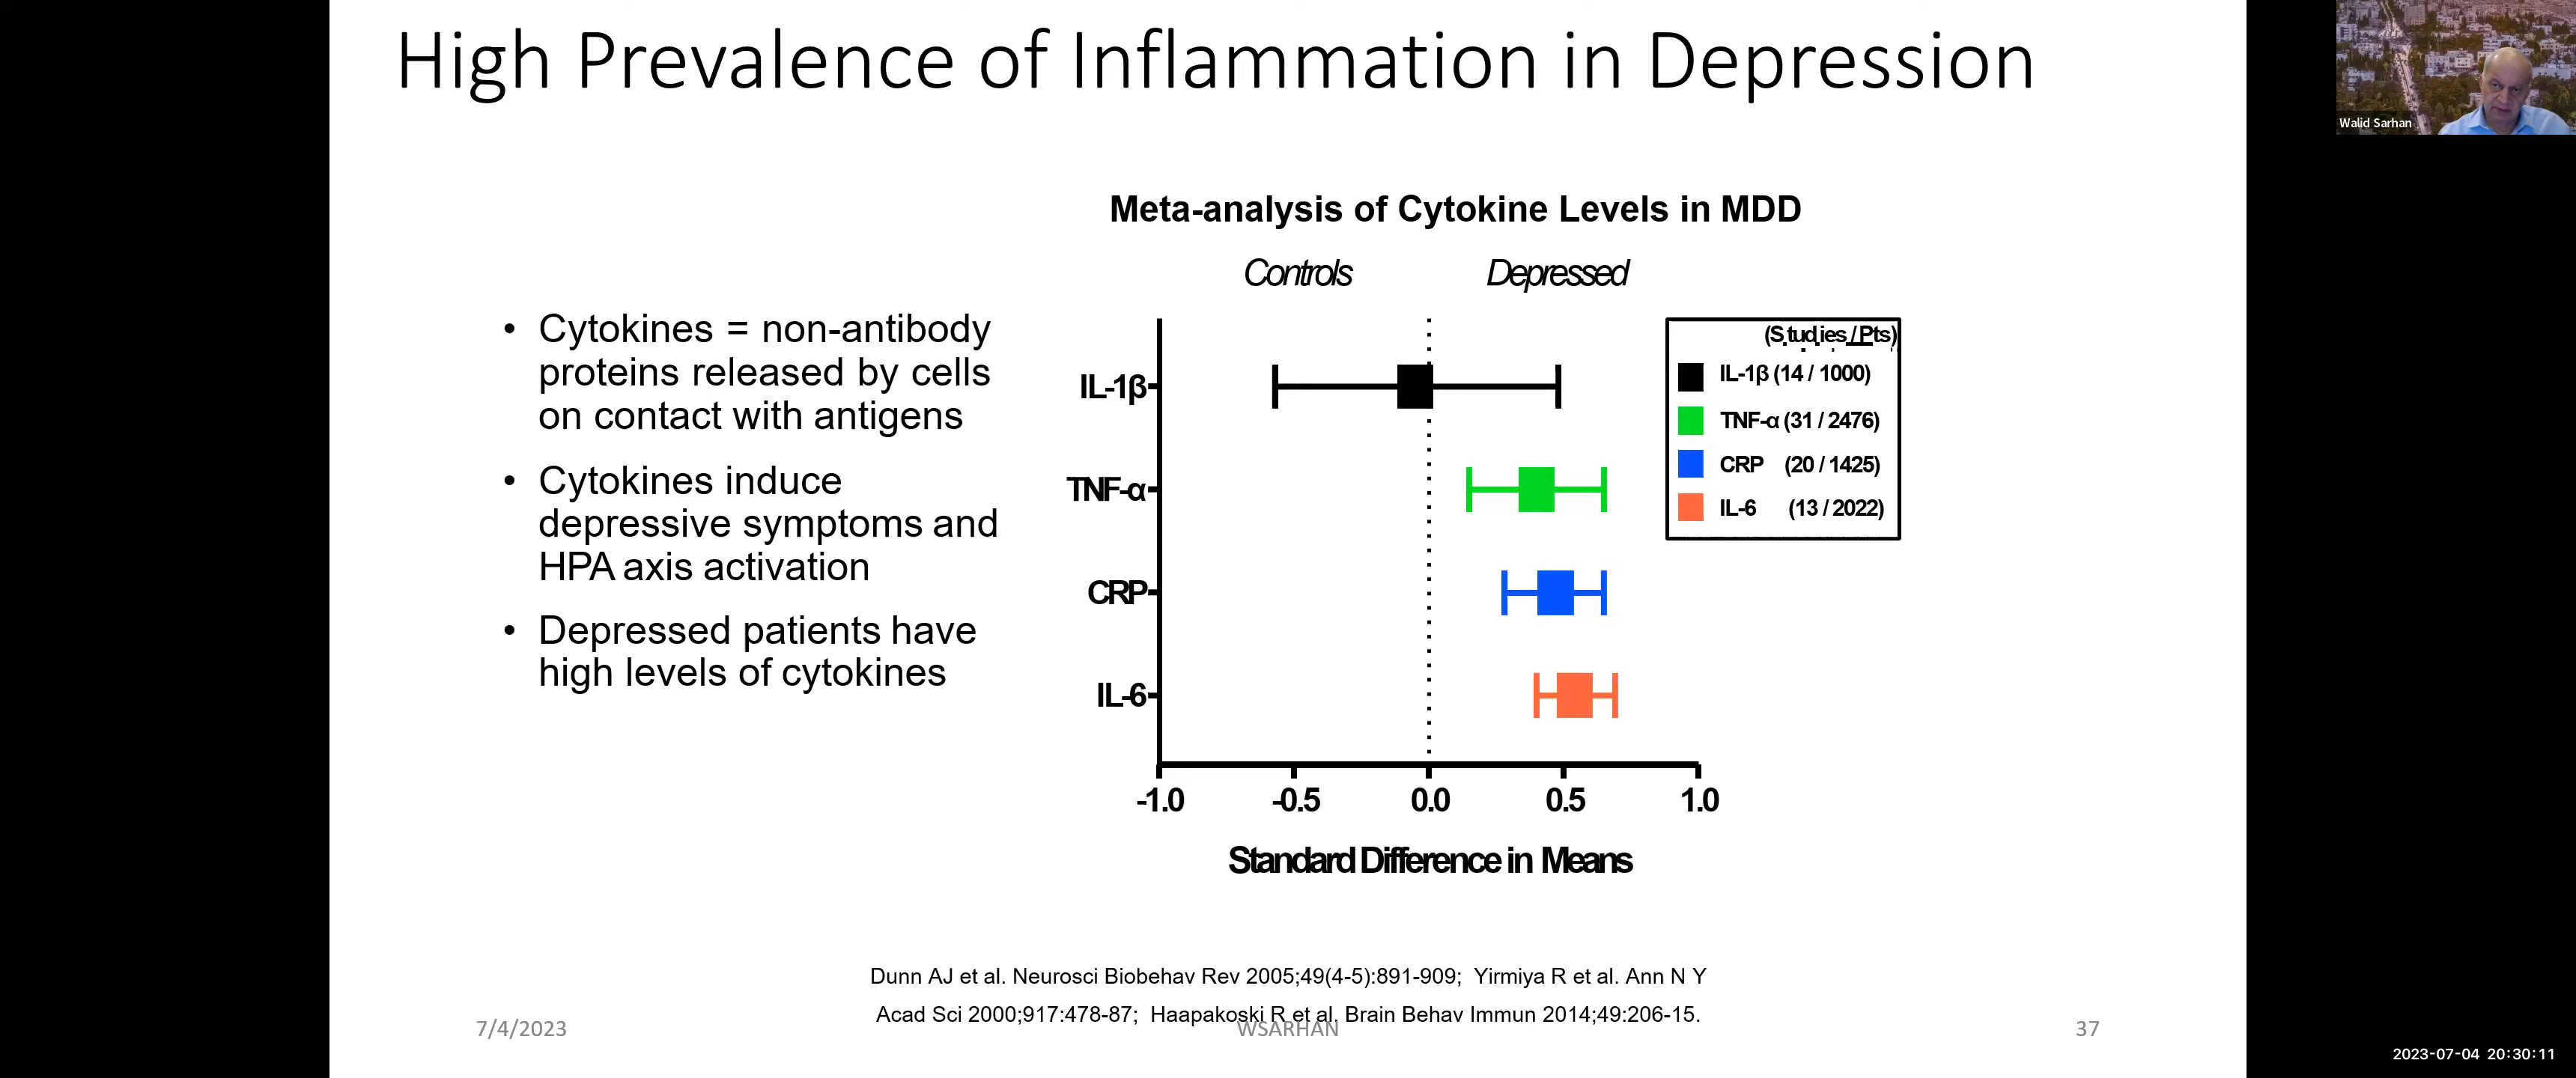 High Prevalence of Inflammation in Depression
Walid Sarhan
• Cytokines = non-antibody
proteins released by cells
on contact with antigens
• Cytokines induce
depressive symptoms and
HPA axis activation
• Depressed patients have
high levels of cytokines
Meta-analysis of Cytokine Levels in MDD
Controls
Depressed
IL-1β
TNF-α
CRP
IL-6
(Studies / Pts)
IL-1β (14 / 1000)
TNF-α (31 / 2476)
CRP (20 / 1425)
IL-6 (13 / 2022)
-1.0 -0.5 0.0 0.5 1.0
Standard Difference in Means
Dunn AJ et al. Neurosci Biobehav Rev 2005;49(4-5):891-909; Yirmiya R et al. Ann N Y
Acad Sci 2000;917:478-87; Haapakoski R et al. Brain Behav Immun 2014;49:206-15.
7/4/2023
WSARHAN
37
2023-07-04 20:30:11